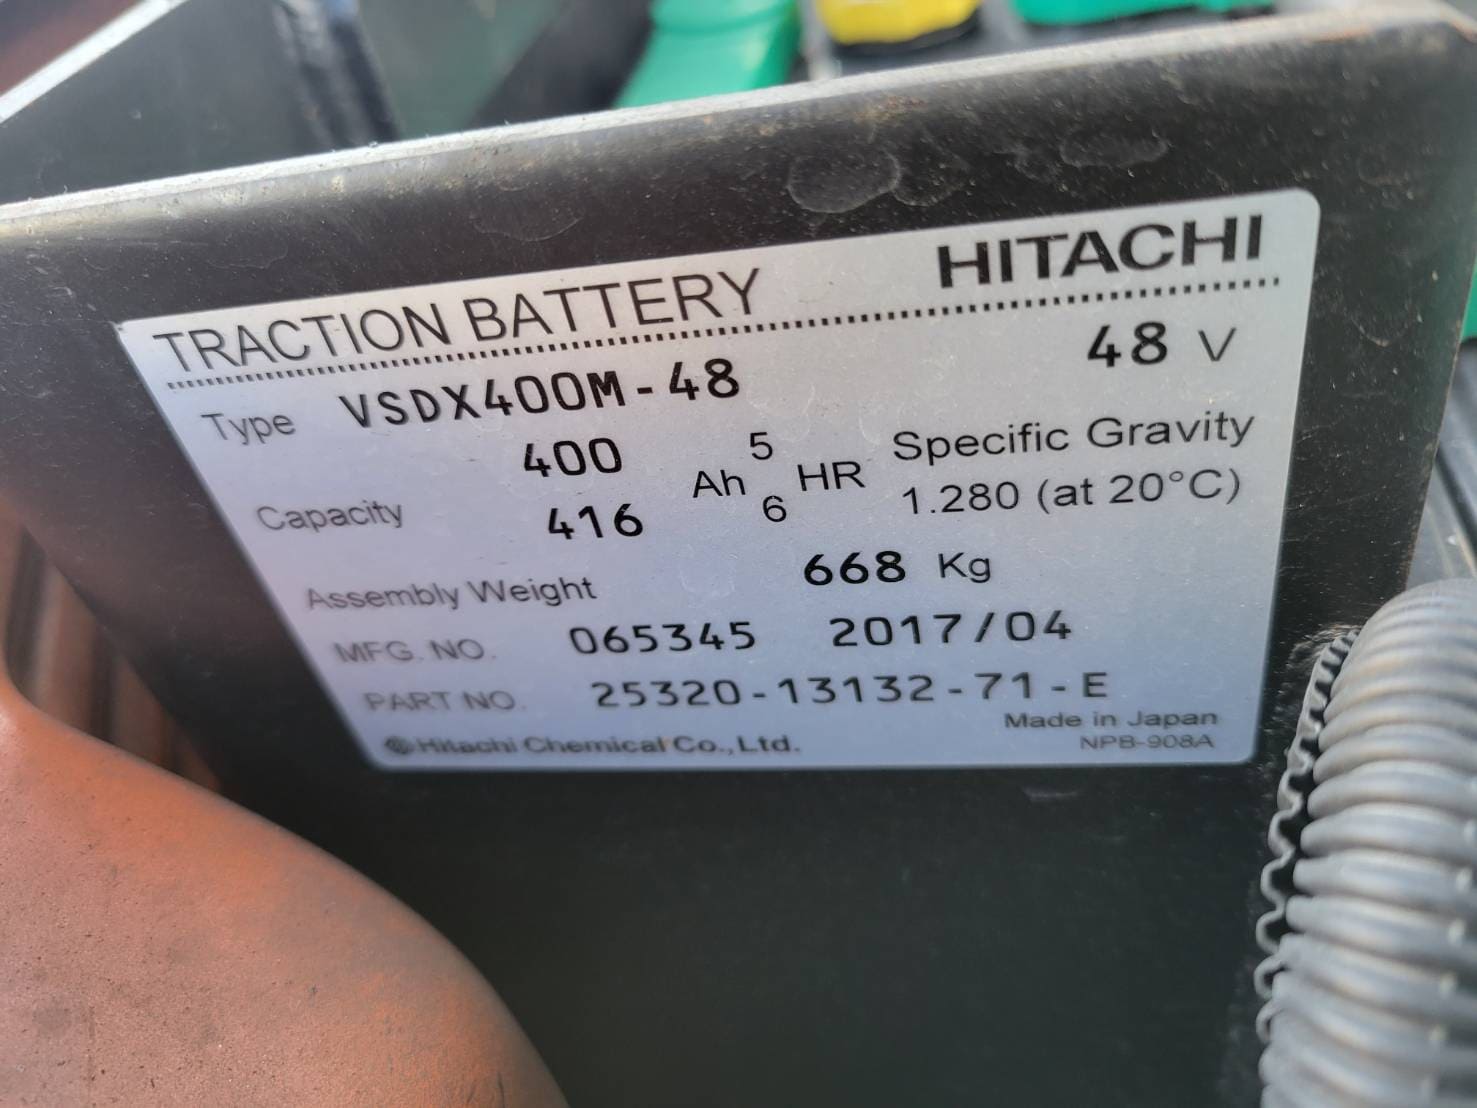 TRACTION BATTERY HITACHI
Type VSDX400M-48 48 V
Capacity 400 Ah 5 HR Specific Gravity
416 6 1.280 (at 20°C)
Assembly Weight 668 Kg
MFG. NO. 065345 2017/04
PART NO. 25320-13132-71-E
Made in Japan
Hitachi Chemical Co., Ltd. NPB-908A